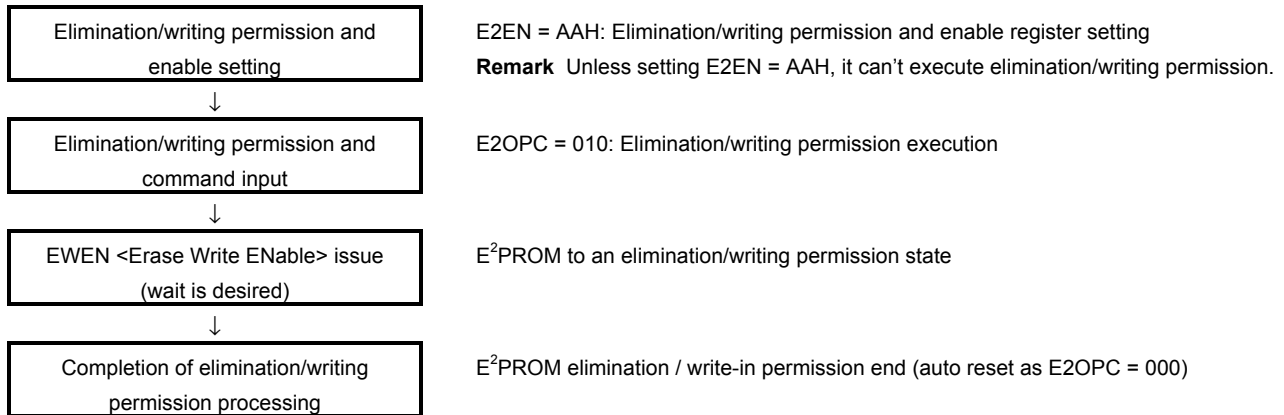 Elimination/writing permission and
enable setting
E2EN = AAH: Elimination/writing permission and enable register setting
Remark Unless setting E2EN = AAH, it can't execute elimination/writing permission.
↓
Elimination/writing permission and
command input
E2OPC = 010: Elimination/writing permission execution
↓
EWEN <Erase Write ENable> issue
(wait is desired)
E²PROM to an elimination/writing permission state
↓
Completion of elimination/writing
permission processing
E²PROM elimination / write-in permission end (auto reset as E2OPC = 000)